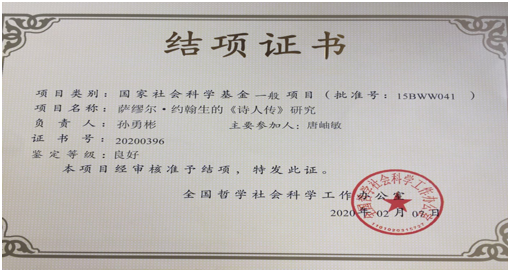 结项证书
项目类别：国家社会科学基金一般项目（批准号：15BWW041）
项目名称：萨缪尔·约翰生的《诗人传》研究
负责人：孙勇彬 主要参加人：唐岫敏
证书号：20200396
鉴定等级：良好
本项目经审核准予结项，特发此证。
全国哲学社会科学工作办公室
2020年02月07日